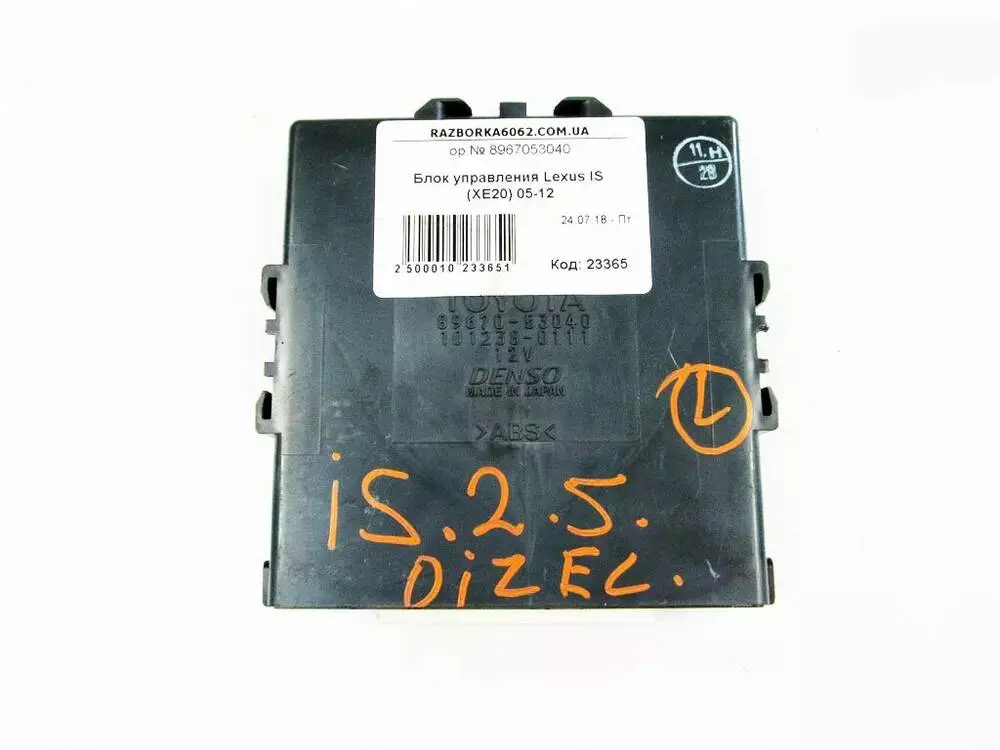 RAZBORKA6062.COM.UA
ор № 8967053040
Блок управления Lexus IS
(XE20) 05-12
24.07.18 - Пт
2 500010 233651
Код: 23365
11.H
28
TOYOTA
89670-53040
101238-0111
12V
DENSO
MADE IN JAPAN
>ABS<
L
is.2.5.
DiZEL.